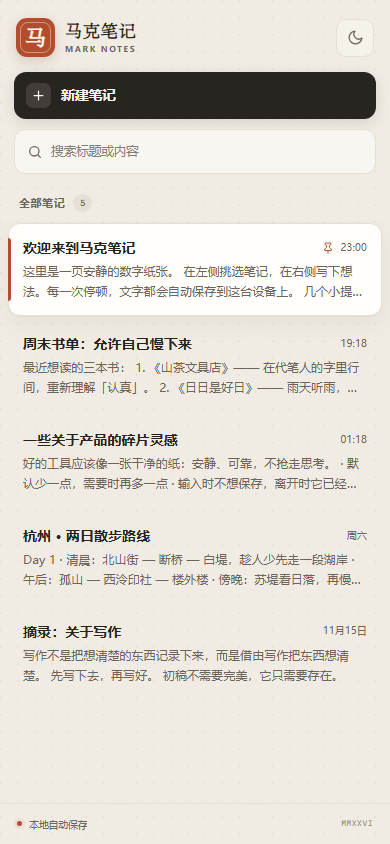 马
马克笔记
MARK NOTES
新建笔记
搜索标题或内容
全部笔记 5
欢迎来到马克笔记 23:00
这里是一页安静的数字纸张。 在左侧挑选笔记，在右侧写下想
法。每一次停顿，文字都会自动保存到这台设备上。 几个小提...
周末书单：允许自己慢下来 19:18
最近想读的三本书： 1. 《山茶文具店》—— 在代笔人的字里行
间，重新理解「认真」。 2. 《日日是好日》—— 雨天听雨，...
一些关于产品的碎片灵感 01:18
好的工具应该像一张干净的纸：安静、可靠，不抢走思考。 · 默
认少一点，需要时再多一点 · 输入时不想保存，离开时它已经...
杭州 • 两日散步路线 周六
Day 1 · 清晨：北山街 — 断桥 — 白堤，趁人少先走一段湖岸 ·
午后：孤山 — 西泠印社 — 楼外楼 · 傍晚：苏堤看日落，再慢...
摘录：关于写作 11月15日
写作不是把想清楚的东西记录下来，而是借由写作把东西想清
楚。 先写下去，再写好。 初稿不需要完美，它只需要存在。
本地自动保存 MMXXVI